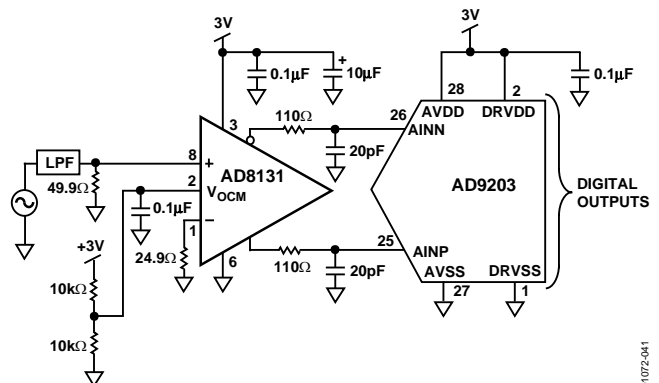 3V
3V
0.1µF
+
10µF
0.1µF
28
2
AVDD
DRVDD
3
110Ω
26
AINN
20pF
LPF
8
+
AD8131
AD9203
DIGITAL
OUTPUTS
49.9Ω
2
VOCM
0.1µF
1
–
25
AINP
+3V
24.9Ω
6
110Ω
20pF
AVSS
DRVSS
10kΩ
27
1
10kΩ
1072-041